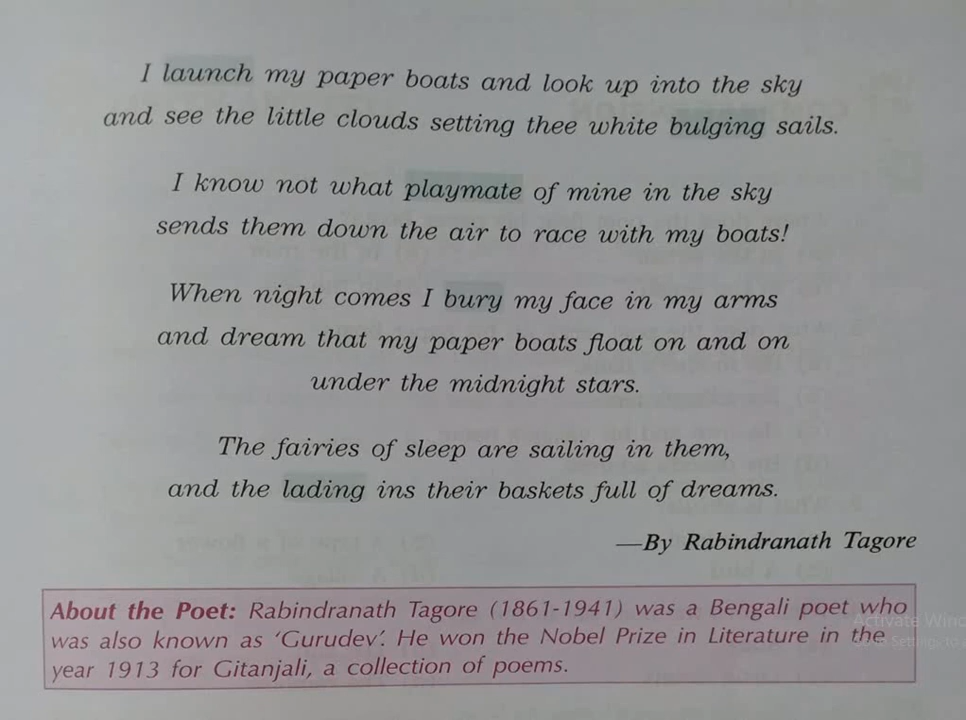 I launch my paper boats and look up into the sky
and see the little clouds setting thee white bulging sails.
I know not what playmate of mine in the sky
sends them down the air to race with my boats!
When night comes I bury my face in my arms
and dream that my paper boats float on and on
under the midnight stars.
The fairies of sleep are sailing in them,
and the lading ins their baskets full of dreams.
—By Rabindranath Tagore
About the Poet: Rabindranath Tagore (1861-1941) was a Bengali poet who
was also known as ‘Gurudev’. He won the Nobel Prize in Literature in the
year 1913 for Gitanjali, a collection of poems.
Activate Wind